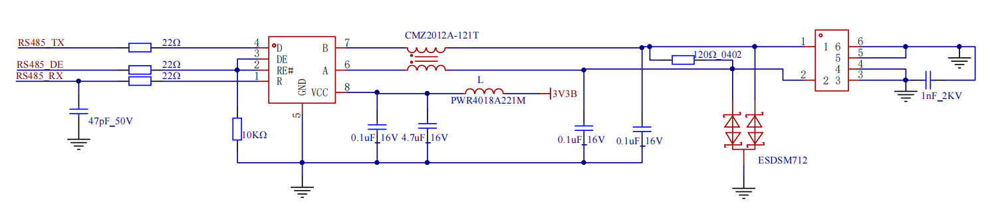 CMZ2012A-121T
RS485_TX 22Ω 4 D B 7 1 1 6 6
3 DE 5 5
RS485_DE 22Ω 2 RE# A 6 120Ω_0402 4 4
RS485_RX 22Ω 1 R 2 2 3 3
GND VCC 8 L 3V3B 1nF_2KV
PWR4018A221M
5
47pF_50V
10KΩ 0.1uF_16V 4.7uF_16V 0.1uF_16V 0.1uF_16V
ESDSM712